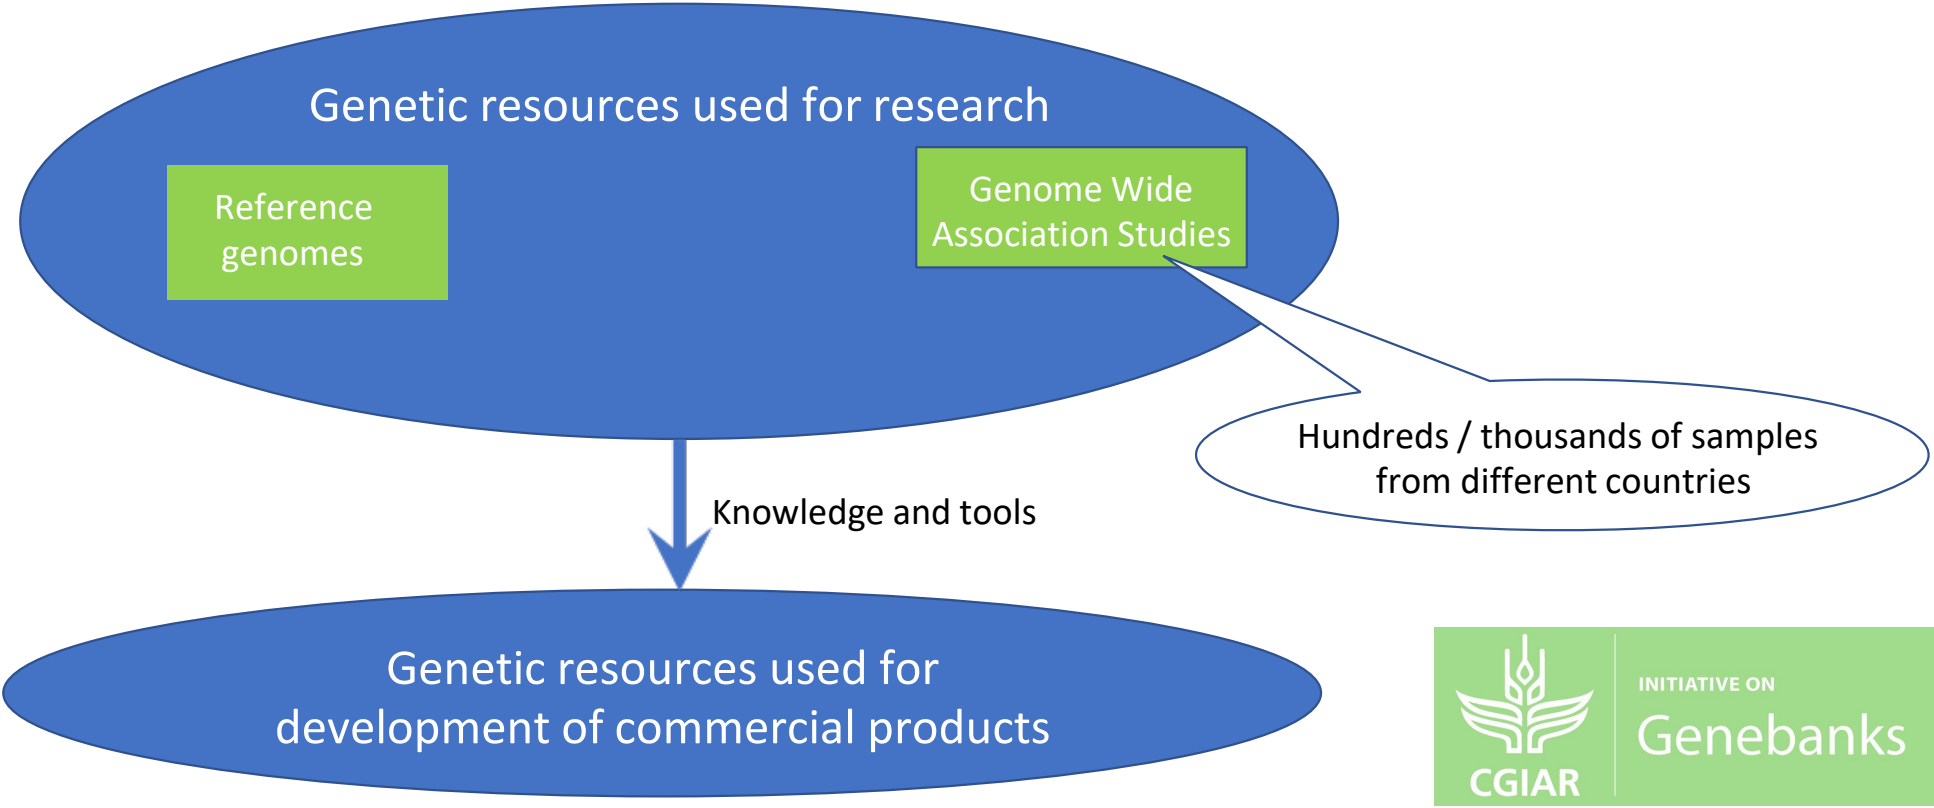 Genetic resources used for research
Reference
genomes
Genome Wide
Association Studies
Hundreds / thousands of samples
from different countries
Knowledge and tools
Genetic resources used for
development of commercial products
CGIAR
INITIATIVE ON
Genebanks